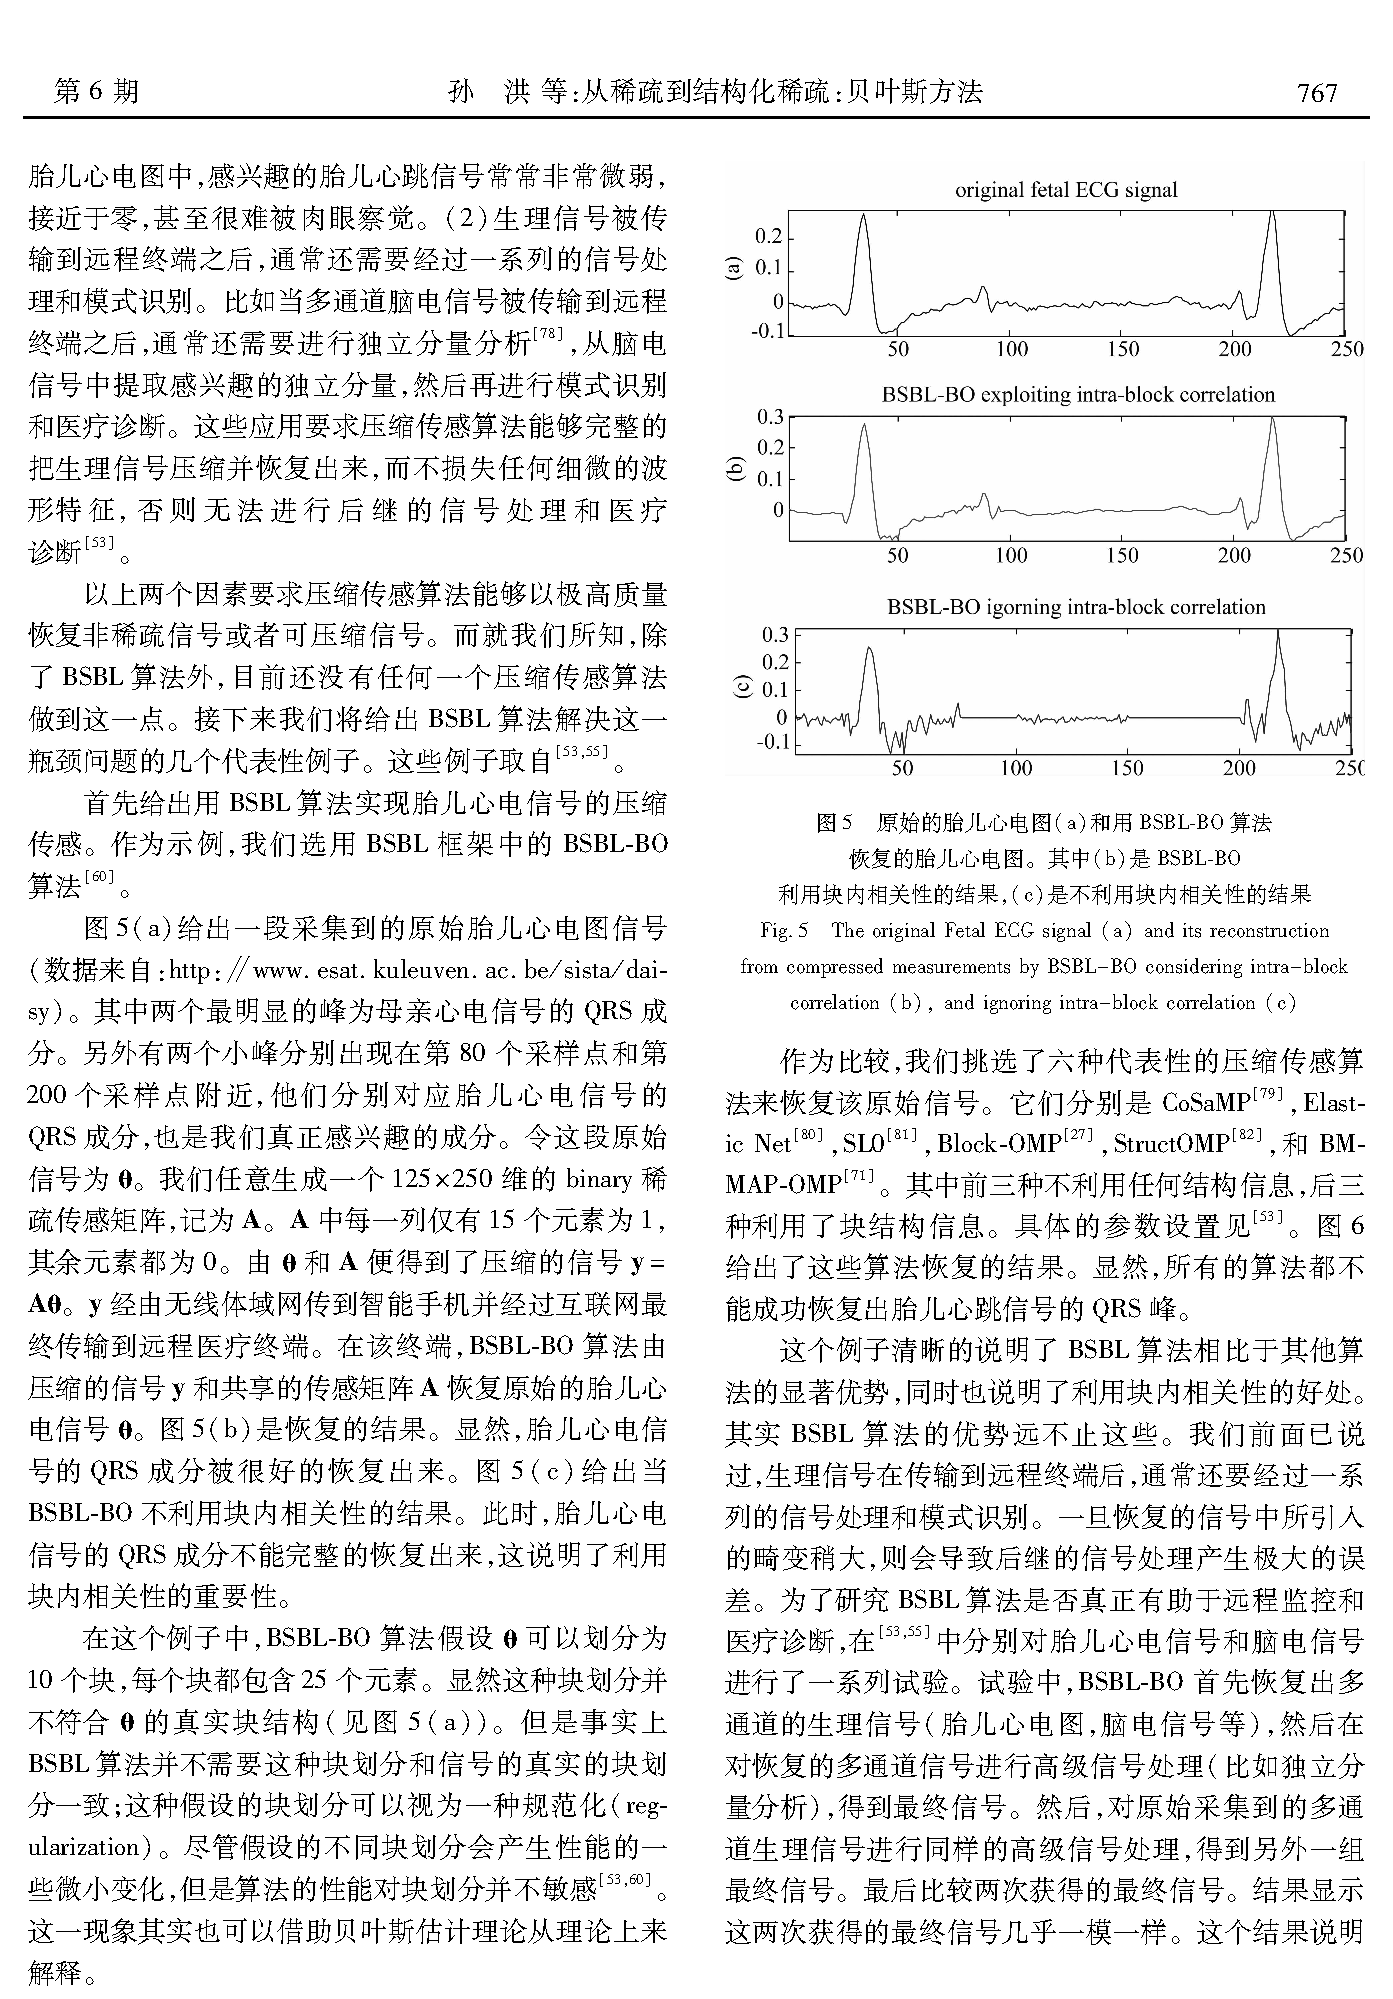 第 6 期
孙 洪 等:从稀疏到结构化稀疏:贝叶斯方法
767
胎儿心电图中,感兴趣的胎儿心跳信号常常非常微弱,
接近于零,甚至很难被肉眼察觉。(2)生理信号被传
输到远程终端之后,通常还需要经过一系列的信号处
理和模式识别。比如当多通道脑电信号被传输到远程
终端之后,通常还需要进行独立分量分析[78],从脑电
信号中提取感兴趣的独立分量,然后再进行模式识别
和医疗诊断。这些应用要求压缩传感算法能够完整的
把生理信号压缩并恢复出来,而不损失任何细微的波
形特征,否则无法进行后继的信号处理和医疗
诊断[53]。
以上两个因素要求压缩传感算法能够以极高质量
恢复非稀疏信号或者可压缩信号。而就我们所知,除
了 BSBL 算法外,目前还没有任何一个压缩传感算法
做到这一点。接下来我们将给出 BSBL 算法解决这一
瓶颈问题的几个代表性例子。这些例子取自[53,55]。
首先给出用 BSBL 算法实现胎儿心电信号的压缩
传感。作为示例,我们选用 BSBL 框架中的 BSBL-BO
算法[60]。
图 5(a)给出一段采集到的原始胎儿心电图信号
(数据来自:http://www.esat.kuleuven.ac.be/sista/dai-
sy)。其中两个最明显的峰为母亲心电信号的 QRS 成
分。另外有两个小峰分别出现在第 80 个采样点和第
200 个采样点附近,他们分别对应胎儿心电信号的
QRS 成分,也是我们真正感兴趣的成分。令这段原始
信号为 θ。我们任意生成一个 125×250 维的 binary 稀
疏传感矩阵,记为 A。A 中每一列仅有 15 个元素为 1,
其余元素都为 0。由 θ 和 A 便得到了压缩的信号 y=
Aθ。y 经由无线体域网传到智能手机并经过互联网最
终传输到远程医疗终端。在该终端,BSBL-BO 算法由
压缩的信号 y 和共享的传感矩阵 A 恢复原始的胎儿心
电信号 θ。图 5(b)是恢复的结果。显然,胎儿心电信
号的 QRS 成分被很好的恢复出来。图 5(c)给出当
BSBL-BO 不利用块内相关性的结果。此时,胎儿心电
信号的 QRS 成分不能完整的恢复出来,这说明了利用
块内相关性的重要性。
在这个例子中,BSBL-BO 算法假设 θ 可以划分为
10 个块,每个块都包含 25 个元素。显然这种块划分并
不符合 θ 的真实块结构(见图 5(a))。但是事实上
BSBL 算法并不需要这种块划分和信号的真实的块划
分一致;这种假设的块划分可以视为一种规范化(reg-
ularization)。尽管假设的不同块划分会产生性能的一
些微小变化,但是算法的性能对块划分并不敏感[53,60]。
这一现象其实也可以借助贝叶斯估计理论从理论上来
解释。
original fetal ECG signal
(a)
0.2
0.1
0
-0.1
50 100 150 200 250
BSBL-BO exploiting intra-block correlation
(b)
0.3
0.2
0.1
0
50 100 150 200 250
BSBL-BO igorning intra-block correlation
(c)
0.3
0.2
0.1
0
-0.1
50 100 150 200 250
图 5 原始的胎儿心电图(a)和用 BSBL-BO 算法
恢复的胎儿心电图。其中(b)是 BSBL-BO
利用块内相关性的结果,(c)是不利用块内相关性的结果
Fig. 5 The original Fetal ECG signal (a) and its reconstruction
from compressed measurements by BSBL-BO considering intra-block
correlation (b), and ignoring intra-block correlation (c)
作为比较,我们挑选了六种代表性的压缩传感算
法来恢复该原始信号。它们分别是 CoSaMP[79],Elast-
ic Net[80],SL0[81],Block-OMP[27],StructOMP[82],和 BM-
MAP-OMP[71]。其中前三种不利用任何结构信息,后三
种利用了块结构信息。具体的参数设置见[53]。图 6
给出了这些算法恢复的结果。显然,所有的算法都不
能成功恢复出胎儿心跳信号的 QRS 峰。
这个例子清晰的说明了 BSBL 算法相比于其他算
法的显著优势,同时也说明了利用块内相关性的好处。
其实 BSBL 算法的优势远不止这些。我们前面已说
过,生理信号在传输到远程终端后,通常还要经过一系
列的信号处理和模式识别。一旦恢复的信号中所引入
的畸变稍大,则会导致后继的信号处理产生极大的误
差。为了研究 BSBL 算法是否真正有助于远程监控和
医疗诊断,在[53,55]中分别对胎儿心电信号和脑电信号
进行了一系列试验。试验中,BSBL-BO 首先恢复出多
通道的生理信号(胎儿心电图,脑电信号等),然后在
对恢复的多通道信号进行高级信号处理(比如独立分
量分析),得到最终信号。然后,对原始采集到的多通
道生理信号进行同样的高级信号处理,得到另外一组
最终信号。最后比较两次获得的最终信号。结果显示
这两次获得的最终信号几乎一模一样。这个结果说明